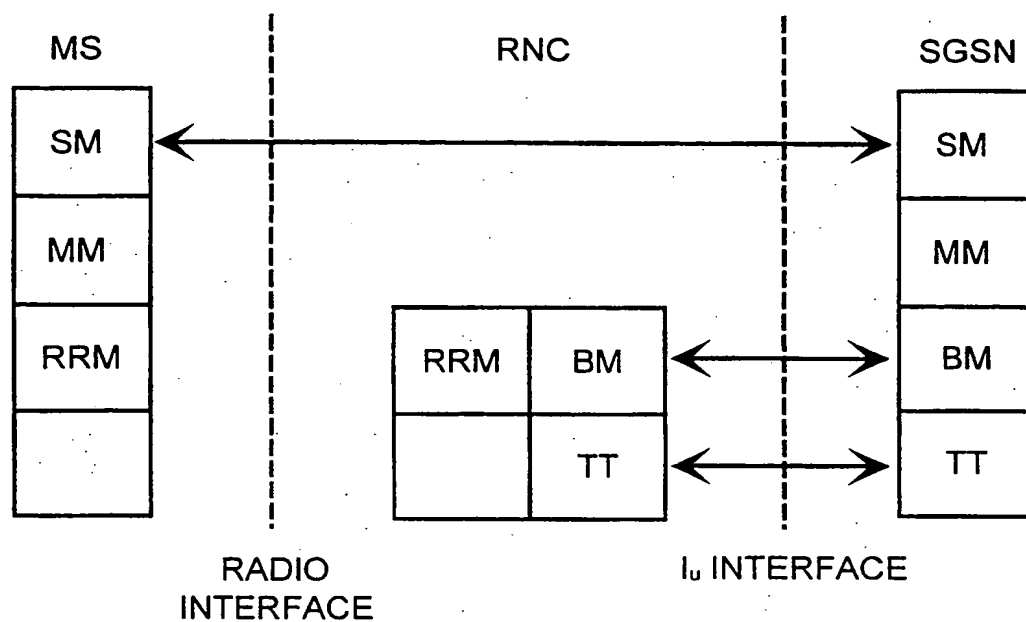 MS
RNC
SGSN
SM
SM
MM
MM
RRM
RRM
BM
BM
TT
TT
RADIO
INTERFACE
Iu INTERFACE